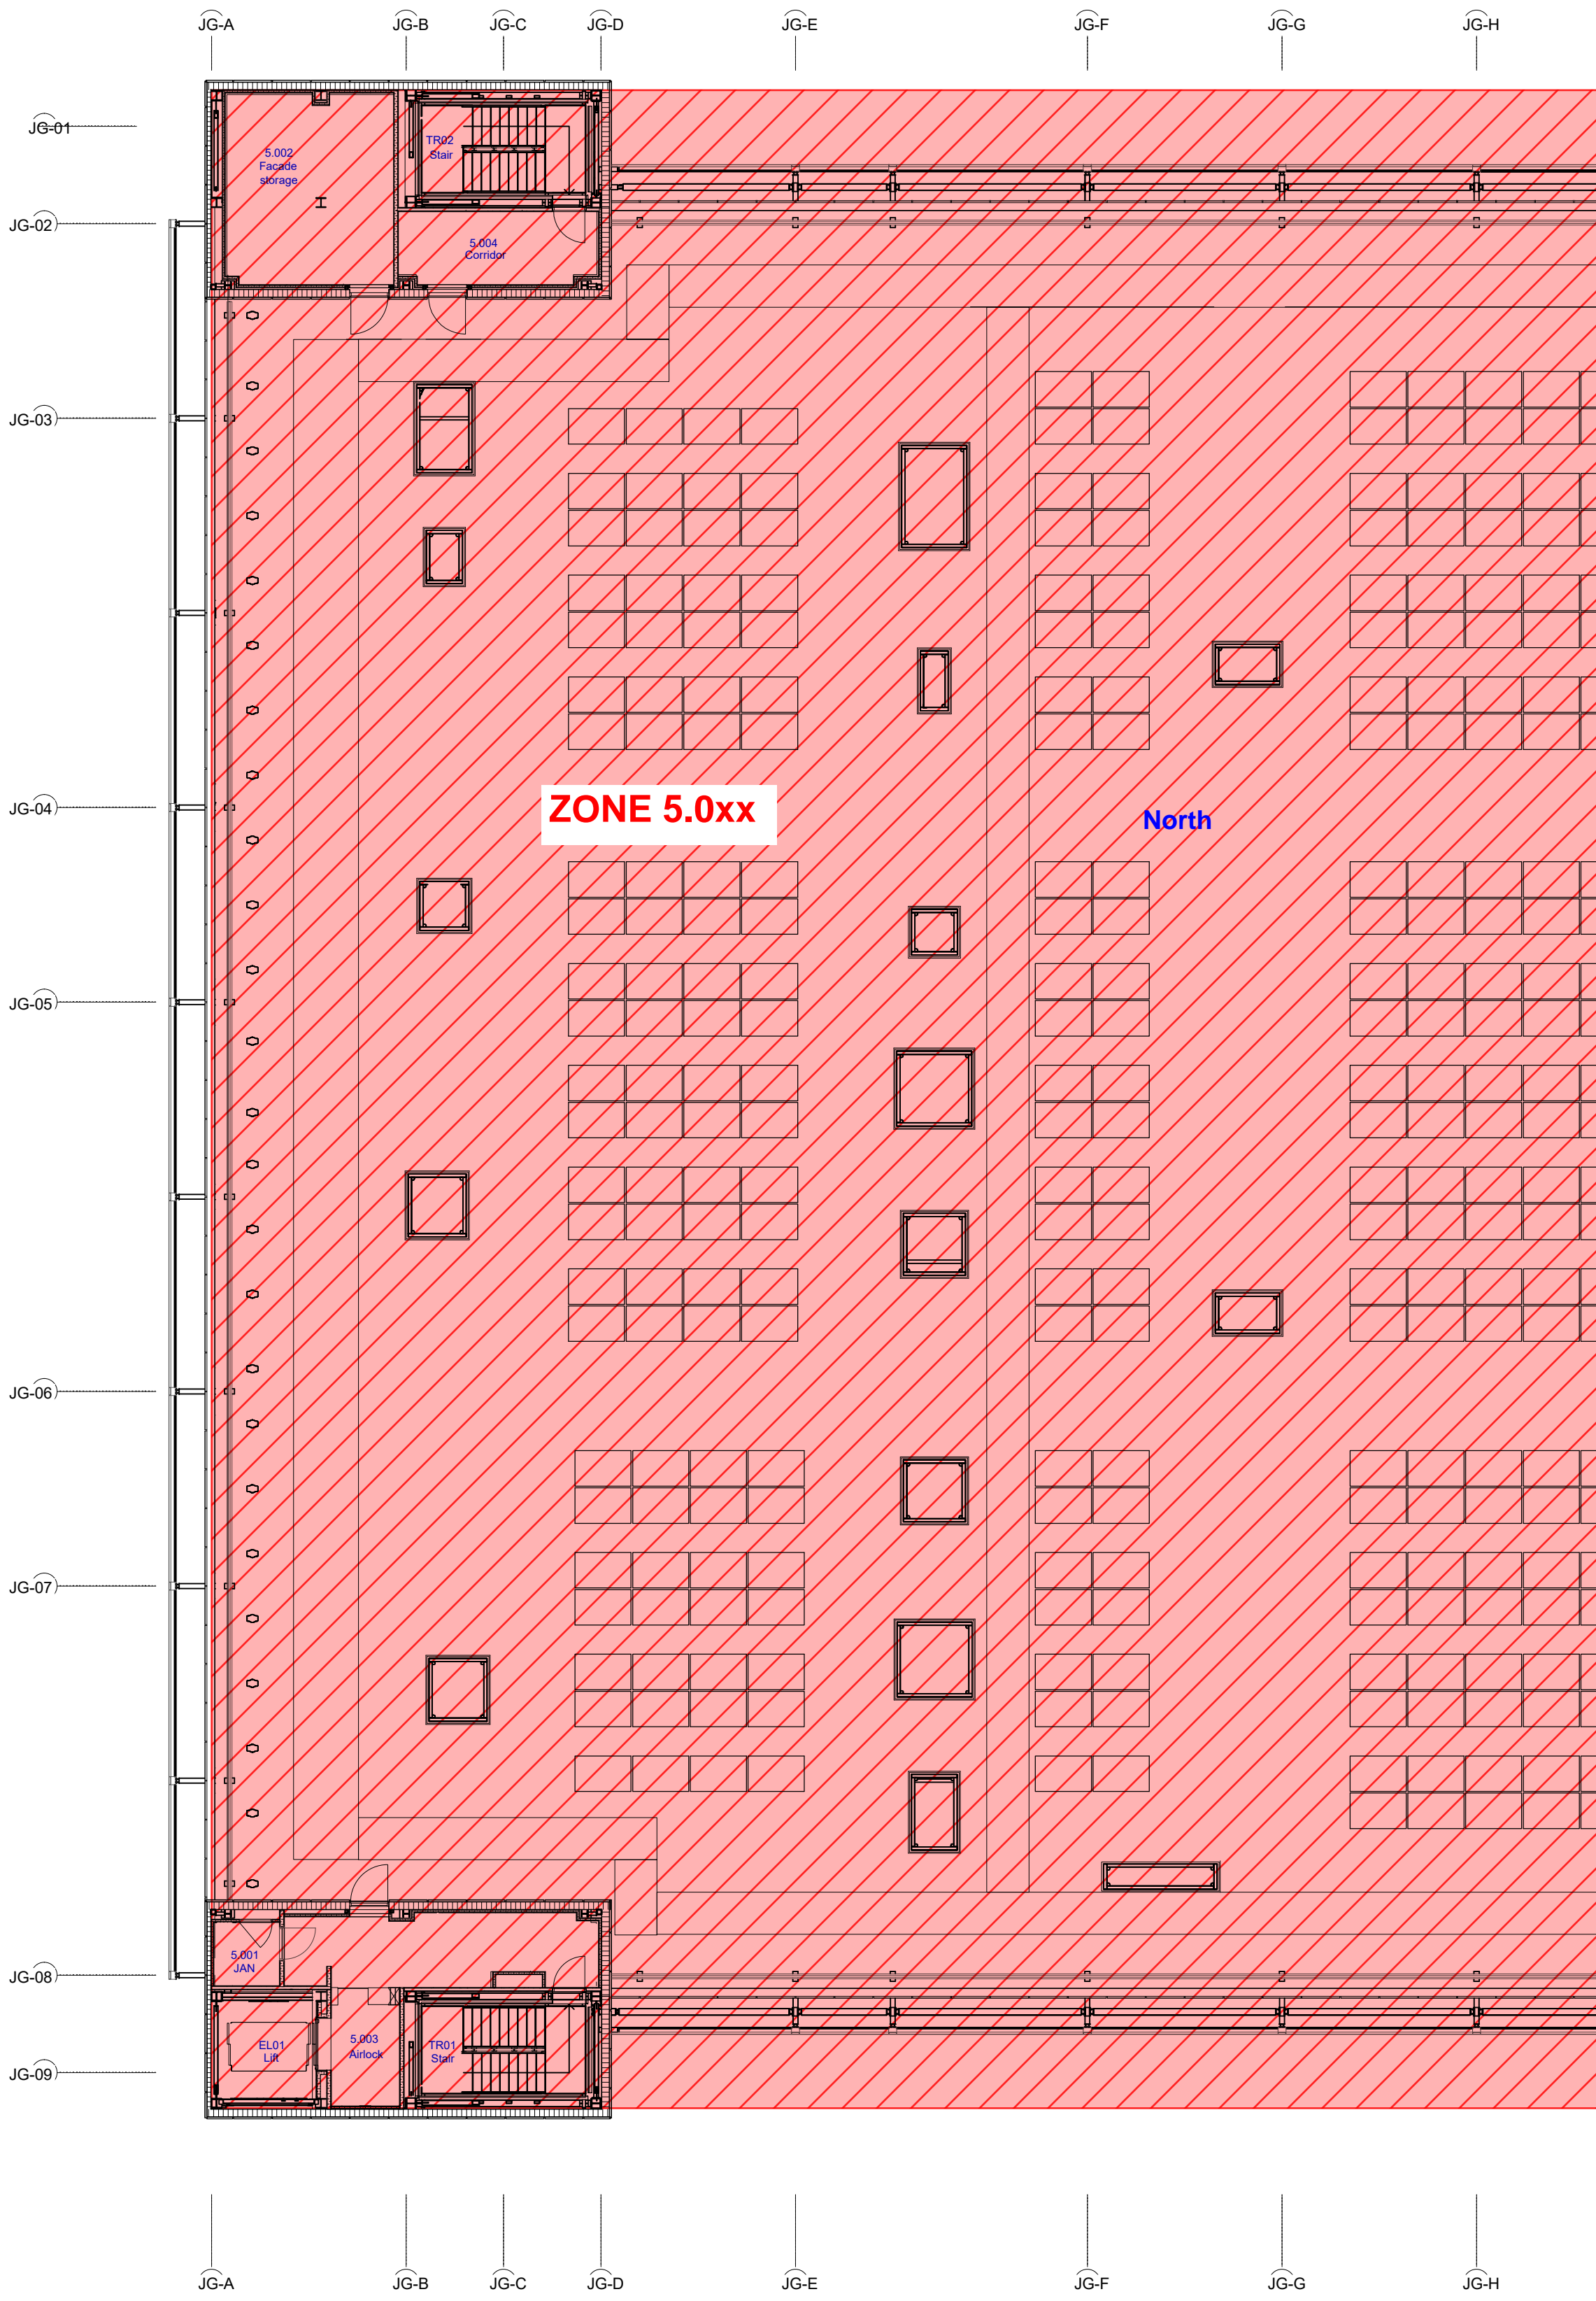 JG-A
JG-B
JG-C
JG-D
JG-E
JG-F
JG-G
JG-H
JG-01
TR02
Stair
5.002
Facade
storage
JG-02
5.004
Corridor
JG-03
ZONE 5.0xx
JG-04
North
JG-05
JG-06
JG-07
5.001
JAN
JG-08
EL01
Lift
5.003
Airlock
TR01
Stair
JG-09
JG-A
JG-B
JG-C
JG-D
JG-E
JG-F
JG-G
JG-H